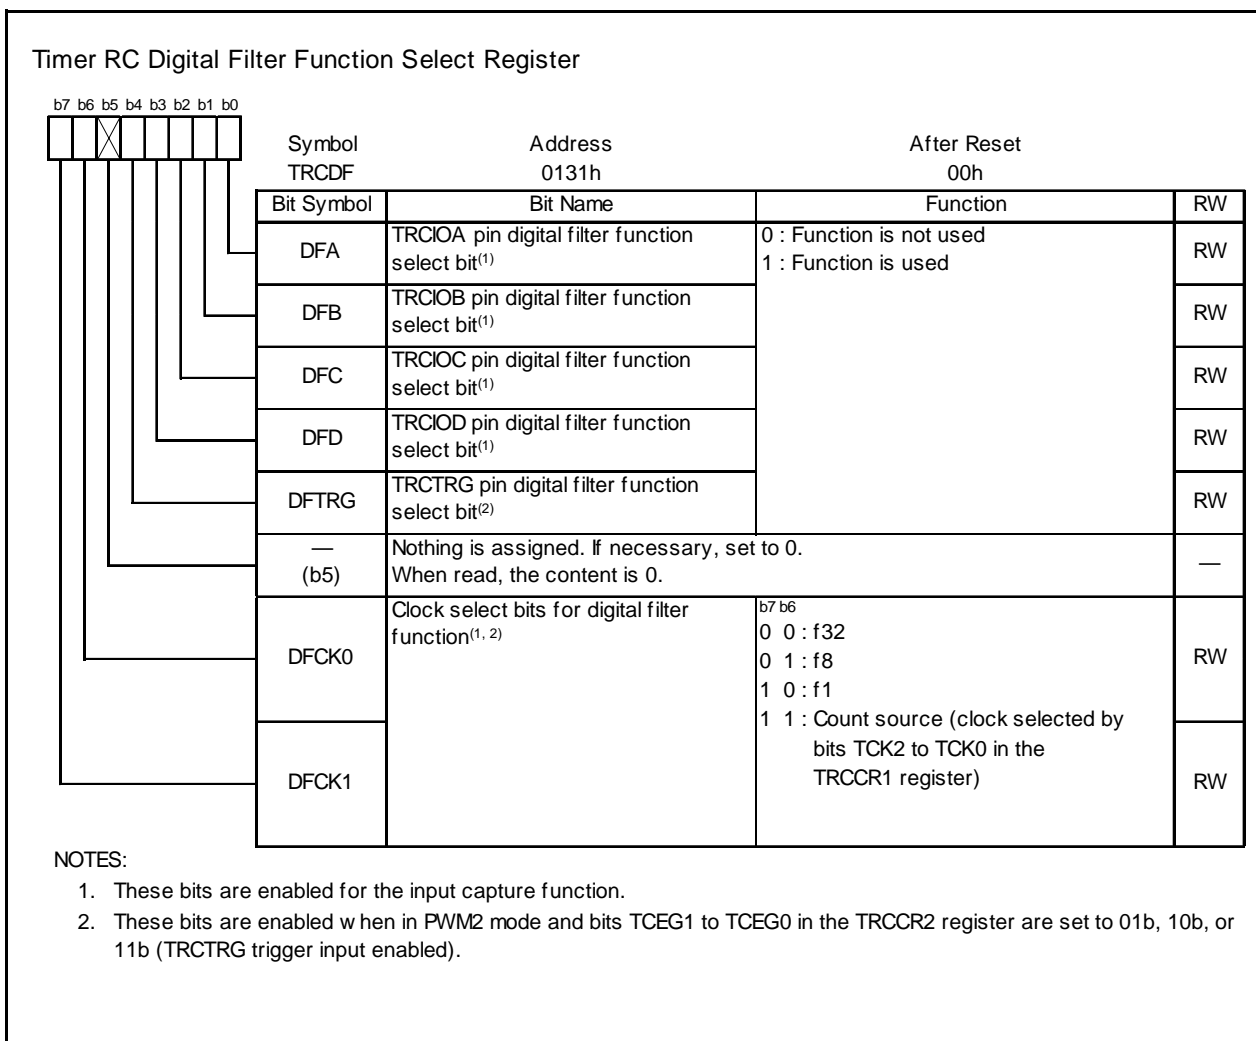 Timer RC Digital Filter Function Select Register
b7 b6 b5 b4 b3 b2 b1 b0
Symbol Address After Reset
TRCDF 0131h 00h
Bit Symbol Bit Name Function RW
DFA TRCIOA pin digital filter function select bit(1) 0 : Function is not used RW
1 : Function is used
DFB TRCIOB pin digital filter function select bit(1) RW
DFC TRCIOC pin digital filter function select bit(1) RW
DFD TRCIOD pin digital filter function select bit(1) RW
DFTRG TRCTRG pin digital filter function select bit(2) RW
— (b5) Nothing is assigned. If necessary, set to 0. —
When read, the content is 0.
DFCK0 Clock select bits for digital filter function(1, 2) b7 b6 RW
0 0 : f32
0 1 : f8
1 0 : f1
1 1 : Count source (clock selected by
bits TCK2 to TCK0 in the
TRCCR1 register)
DFCK1 RW
NOTES:
1. These bits are enabled for the input capture function.
2. These bits are enabled w hen in PWM2 mode and bits TCEG1 to TCEG0 in the TRCCR2 register are set to 01b, 10b, or
11b (TRCTRG trigger input enabled).